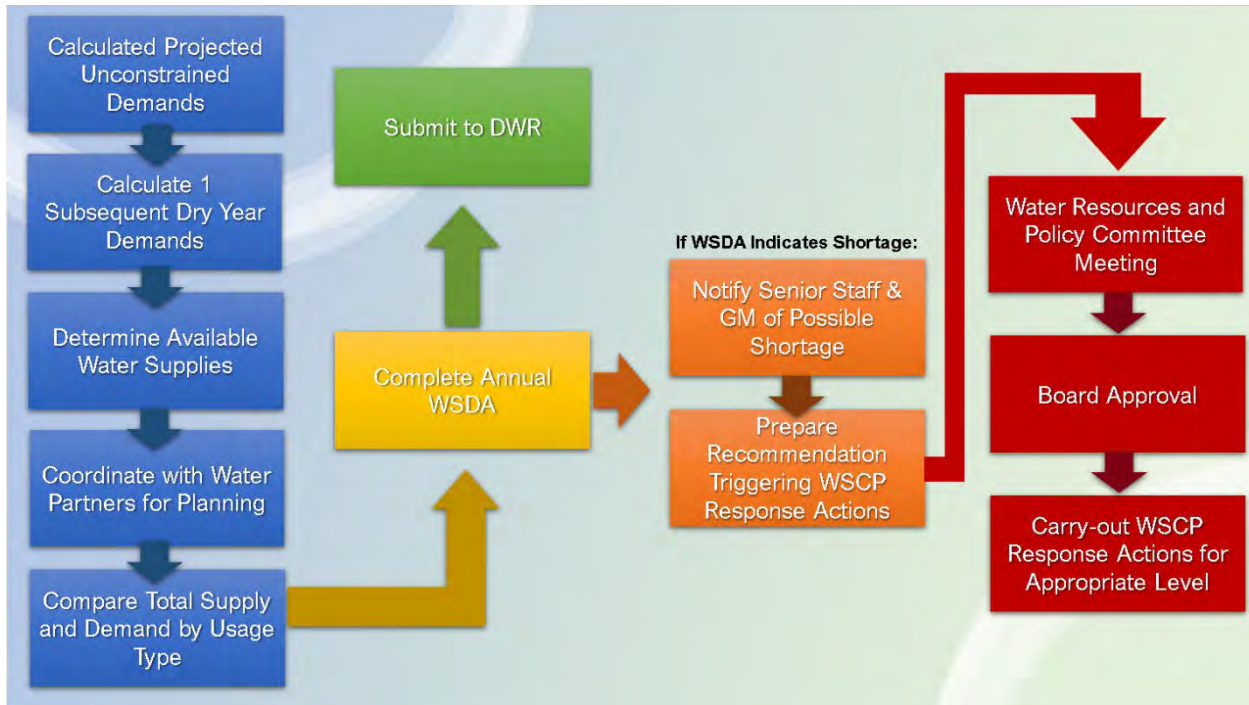 Calculated Projected
Unconstrained
Demands
Calculate 1
Subsequent Dry Year
Demands
Determine Available
Water Supplies
Coordinate with Water
Partners for Planning
Compare Total Supply
and Demand by Usage
Type
Submit to DWR
Complete Annual
WSDA
If WSDA Indicates Shortage:
Notify Senior Staff &
GM of Possible
Shortage
Prepare
Recommendation
Triggering WSCP
Response Actions
Water Resources and
Policy Committee
Meeting
Board Approval
Carry-out WSCP
Response Actions for
Appropriate Level